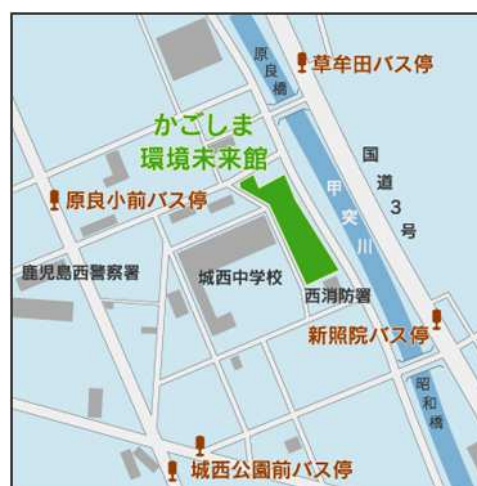 原良橋
草牟田バス停
かごしま
環境未来館
国道3号
甲突川
原良小前バス停
鹿児島西警察署
城西中学校
西消防署
新照院バス停
昭和橋
城西公園前バス停